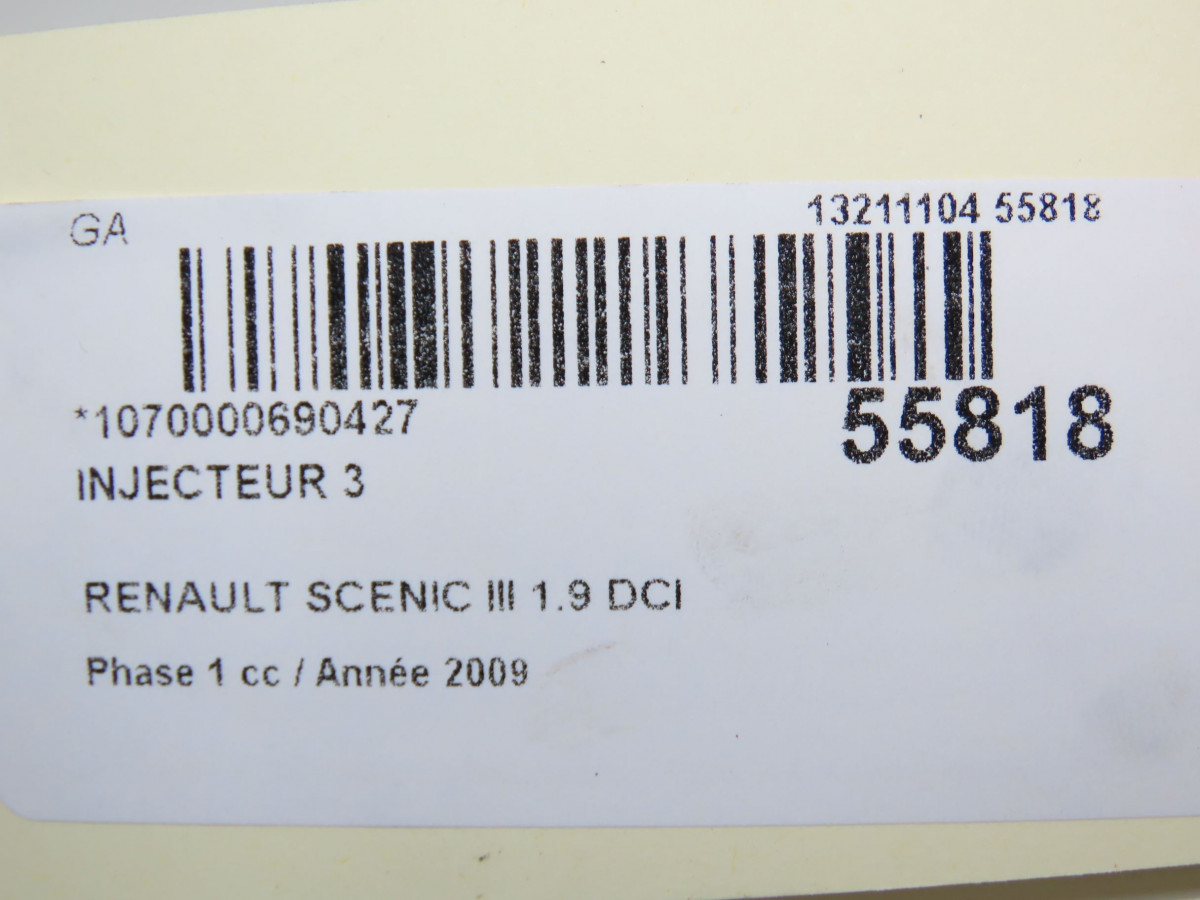 GA
13211104 55818
*1070000690427
55818
INJECTEUR 3
RENAULT SCENIC III 1.9 DCI
Phase 1 cc / Année 2009